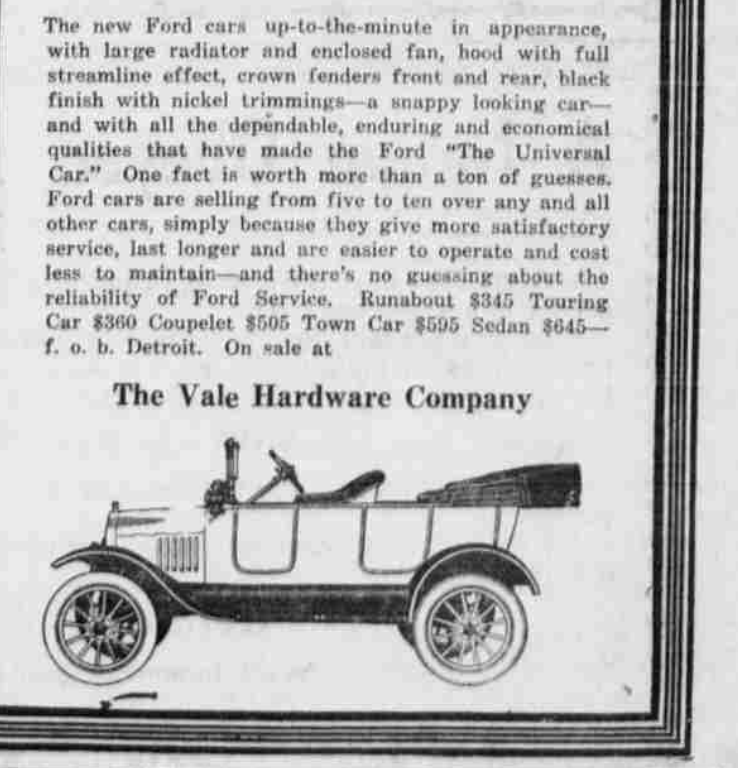 The new Ford cars up-to-the-minute in appearance,
with large radiator and enclosed fan, hood with full
streamline effect, crown fenders front and rear, black
finish with nickel trimmings—a snappy looking car—
and with all the dependable, enduring and economical
qualities that have made the Ford "The Universal
Car." One fact is worth more than a ton of guesses.
Ford cars are selling from five to ten over any and all
other cars, simply because they give more satisfactory
service, last longer and are easier to operate and cost
less to maintain—and there's no guessing about the
reliability of Ford Service. Runabout $345 Touring
Car $360 Coupelet $505 Town Car $595 Sedan $645—
f. o. b. Detroit. On sale at
The Vale Hardware Company